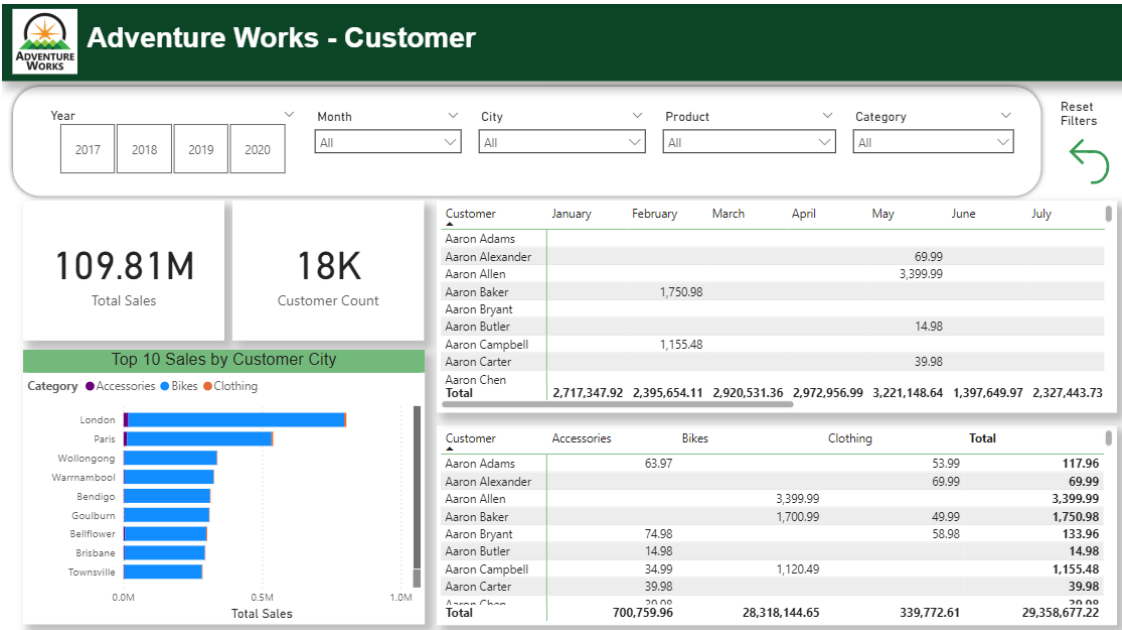 ADVENTURE
WORKS
Adventure Works - Customer
Year
2017 2018 2019 2020
Month
All
City
All
Product
All
Category
All
Reset
Filters
109.81M
Total Sales
18K
Customer Count
Top 10 Sales by Customer City
Category Accessories Bikes Clothing
London
Paris
Wollongong
Warrnambool
Bendigo
Goulburn
Bellflower
Brisbane
Townsville
0.0M 0.5M 1.0M
Total Sales
Customer January February March April May June July
Aaron Adams
Aaron Alexander 69.99
Aaron Allen 3,399.99
Aaron Baker 1,750.98
Aaron Bryant
Aaron Butler 14.98
Aaron Campbell 1,155.48
Aaron Carter 39.98
Aaron Chen
Total 2,717,347.92 2,395,654.11 2,920,531.36 2,972,956.99 3,221,148.64 1,397,649.97 2,327,443.73
Customer Accessories Bikes Clothing Total
Aaron Adams 63.97 53.99 117.96
Aaron Alexander 69.99 69.99
Aaron Allen 3,399.99 3,399.99
Aaron Baker 1,700.99 49.99 1,750.98
Aaron Bryant 74.98 58.98 133.96
Aaron Butler 14.98 14.98
Aaron Campbell 34.99 1,120.49 1,155.48
Aaron Carter 39.98 39.98
Aaron Chen
Total 700,759.96 28,318,144.65 339,772.61 29,358,677.22